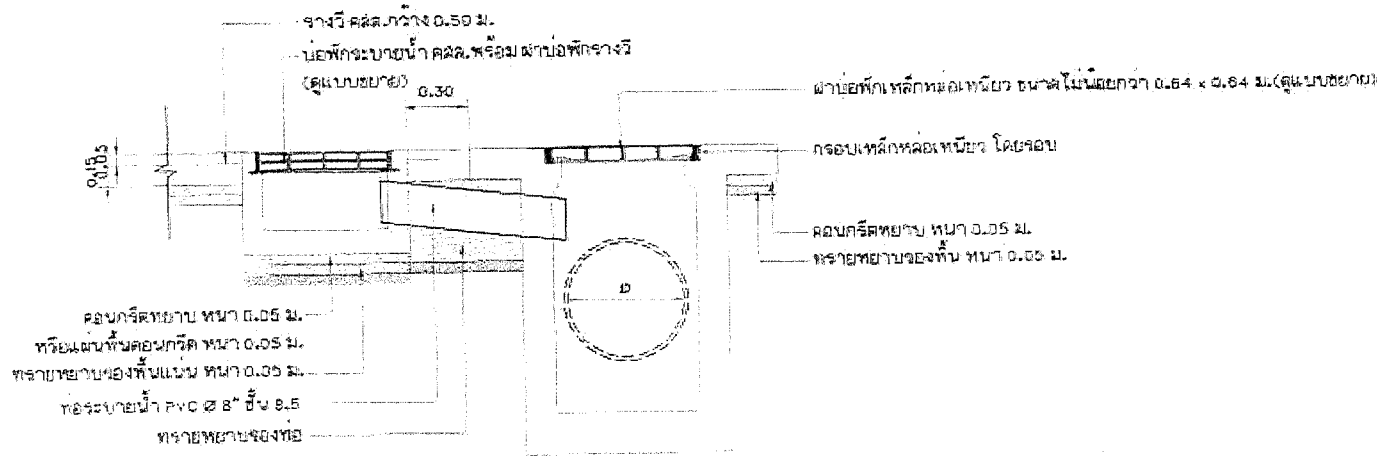 รางวี คสล.กว้าง 0.50 ม.
บ่อพักระบายน้ำ คสล.พร้อม ฝาบ่อพักรางวี
(ดูแบบขยาย)
0.30
ฝาบ่อพักเหล็กหล่อเหนียว ขนาดไม่น้อยกว่า 0.64 x 0.64 ม.(ดูแบบขยาย)
กรอบเหล็กหล่อเหนียว โดยรอบ
0.15
0.05
คอนกรีตหยาบ หนา 0.05 ม.
ทรายหยาบรองพื้น หนา 0.05 ม.
D
คอนกรีตหยาบ หนา 0.05 ม.
หรือแผ่นพื้นคอนกรีต หนา 0.05 ม.
ทรายหยาบรองพื้นแน่น หนา 0.05 ม.
ท่อระบายน้ำ PVC Ø 8" ชั้น 8.5
ทรายหยาบรองท่อ